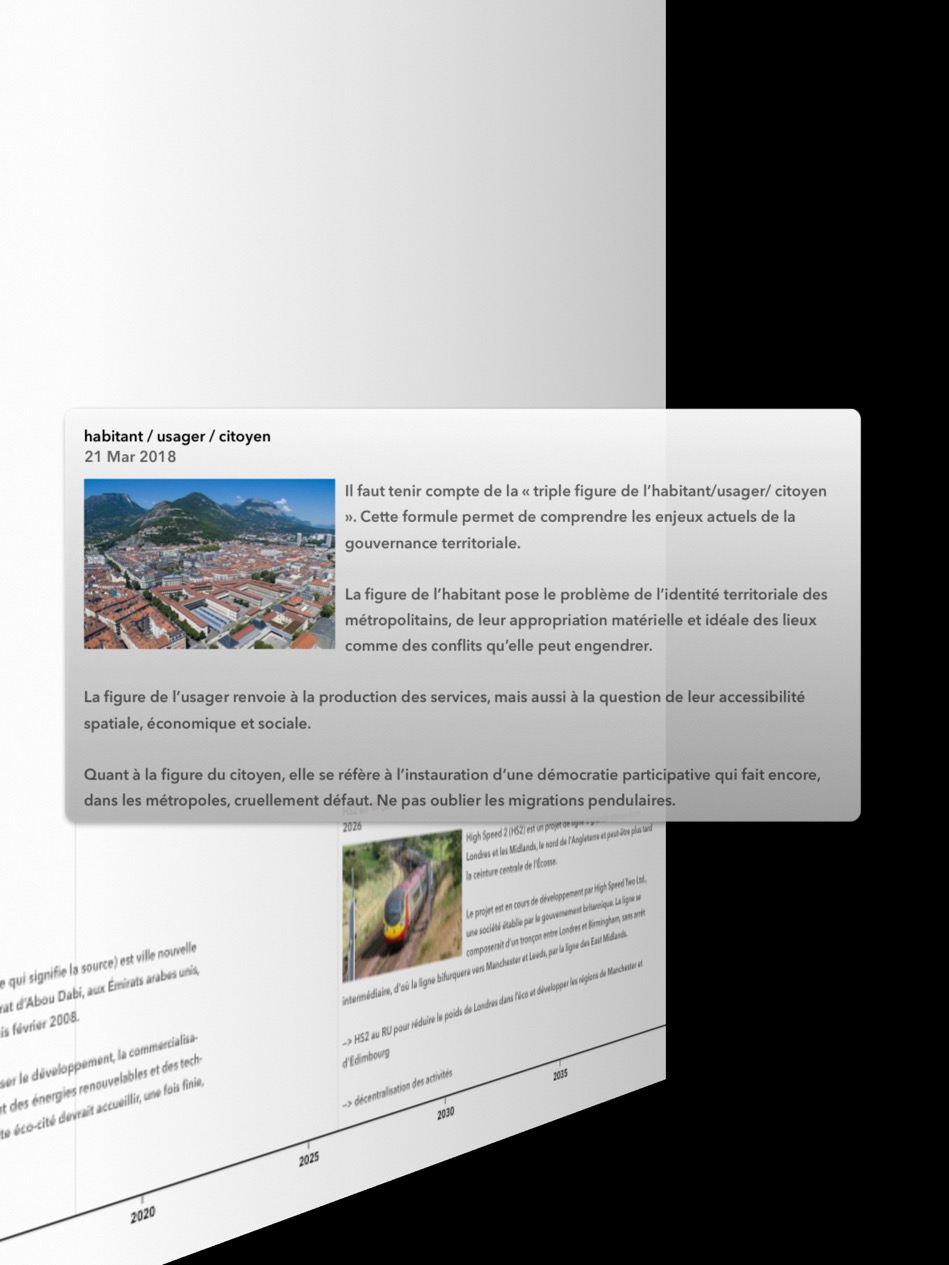 habitant / usager / citoyen
21 Mar 2018
Il faut tenir compte de la « triple figure de l’habitant/usager/ citoyen
». Cette formule permet de comprendre les enjeux actuels de la
gouvernance territoriale.
La figure de l’habitant pose le problème de l’identité territoriale des
métropolitains, de leur appropriation matérielle et idéale des lieux
comme des conflits qu’elle peut engendrer.
La figure de l’usager renvoie à la production des services, mais aussi à la question de leur accessibilité
spatiale, économique et sociale.
Quant à la figure du citoyen, elle se réfère à l’instauration d’une démocratie participative qui fait encore,
dans les métropoles, cruellement défaut. Ne pas oublier les migrations pendulaires.
2026
High Speed 2 (HS2) est un projet de ligne à
Londres et les Midlands, le nord de l’Angleterre et peut-être plus tard
la ceinture centrale de l’Écosse.
Le projet est en cours de développement par High Speed Two Ltd,
une société établie par le gouvernement britannique. La ligne se
composerait d’un tronçon entre Londres et Birmingham, sans arrêt
intermédiaire, d’où la ligne bifurquera vers Manchester et Leeds, par la ligne des East Midlands.
--> HS2 au RU pour réduire le poids de Londres dans l’éco et développer les régions de Manchester et
d’Edimbourg
--> décentralisation des activités
e qui signifie la source) est ville nouvelle
rat d’Abou Dabi, aux Émirats arabes unis,
is février 2008.
ser le développement, la commercialisa-
t des énergies renouvelables et des tech-
te éco-cité devrait accueillir, une fois finie,
2020
2025
2030
2035